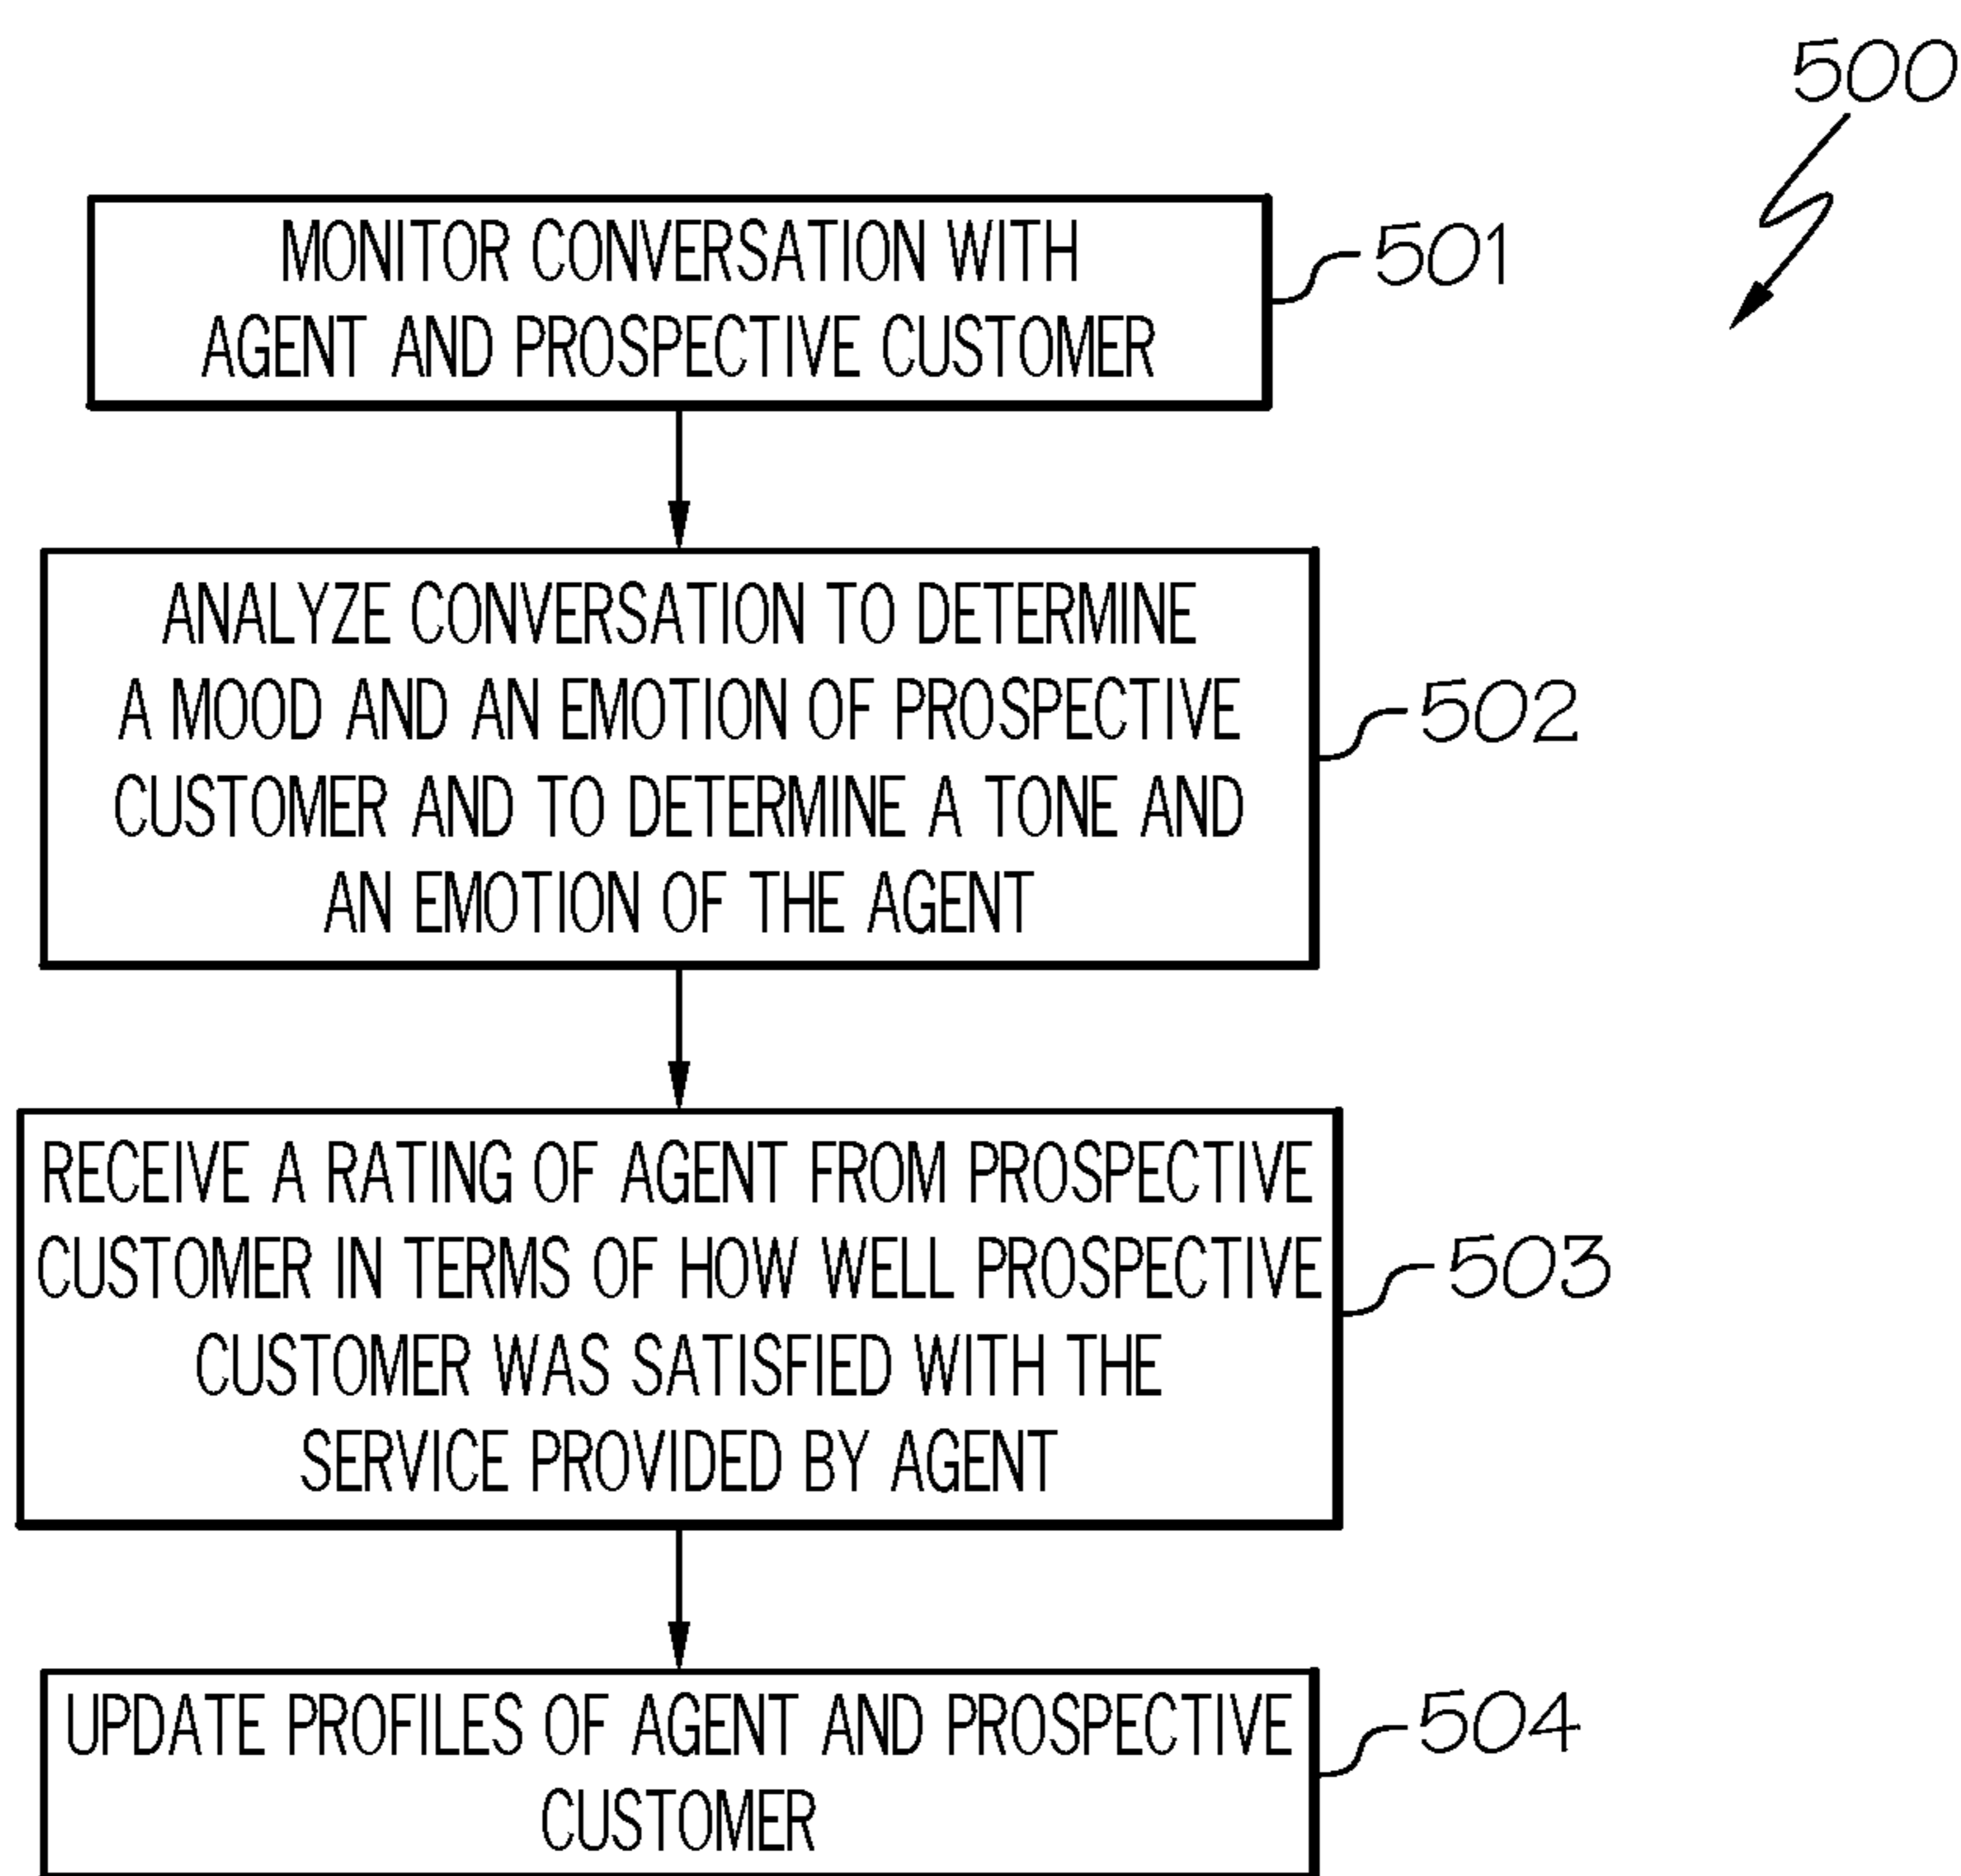 500
MONITOR CONVERSATION WITH
AGENT AND PROSPECTIVE CUSTOMER
501
ANALYZE CONVERSATION TO DETERMINE
A MOOD AND AN EMOTION OF PROSPECTIVE
CUSTOMER AND TO DETERMINE A TONE AND
AN EMOTION OF THE AGENT
502
RECEIVE A RATING OF AGENT FROM PROSPECTIVE
CUSTOMER IN TERMS OF HOW WELL PROSPECTIVE
CUSTOMER WAS SATISFIED WITH THE
SERVICE PROVIDED BY AGENT
503
UPDATE PROFILES OF AGENT AND PROSPECTIVE
CUSTOMER
504